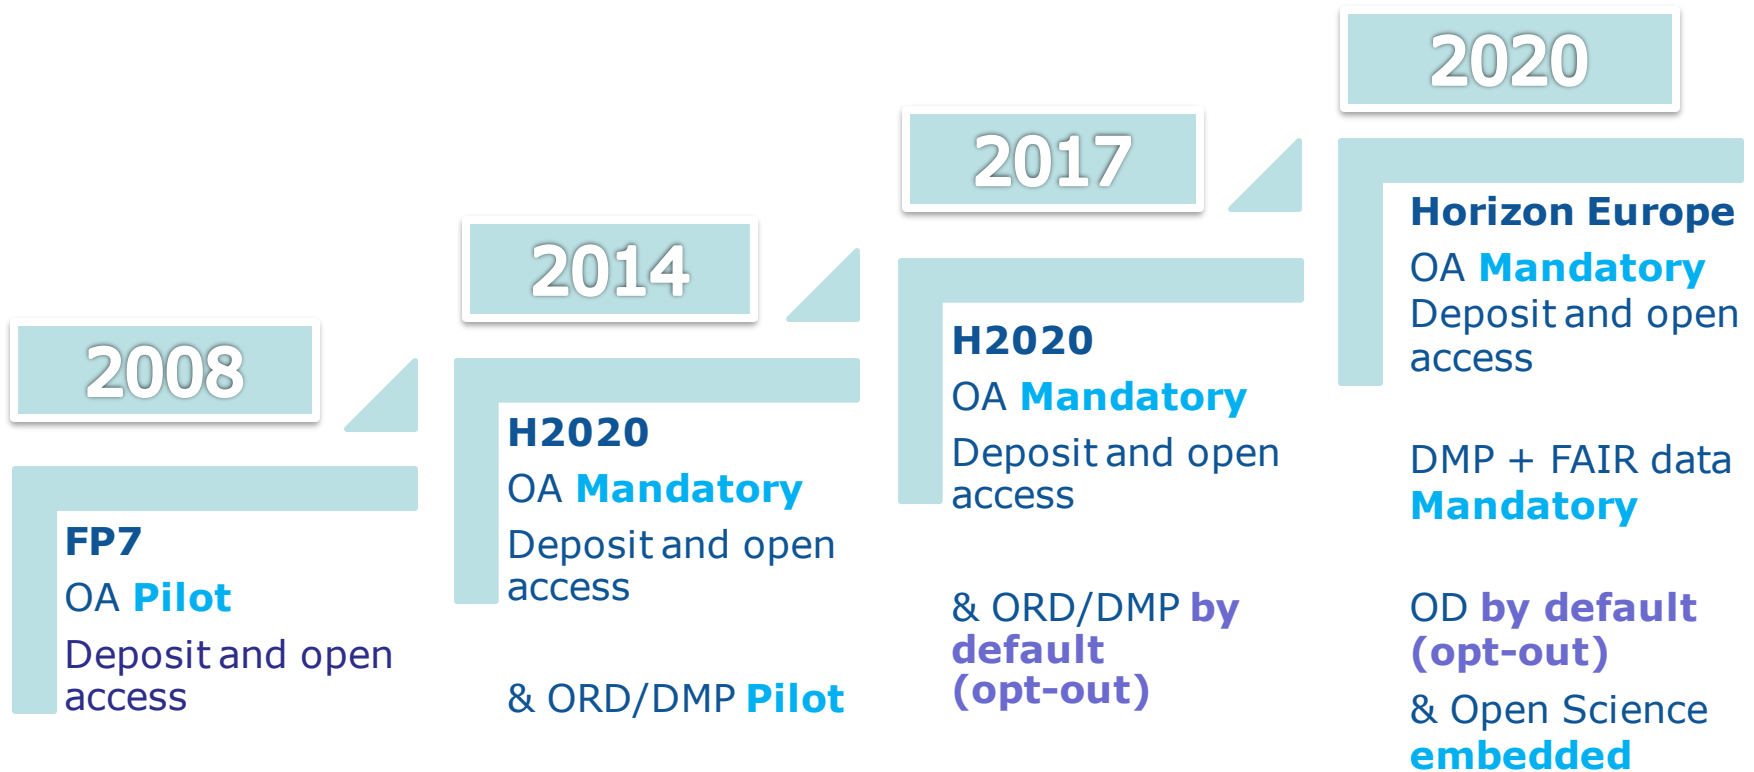 2008
FP7
OA Pilot
Deposit and open
access
2014
H2020
OA Mandatory
Deposit and open
access
& ORD/DMP Pilot
2017
H2020
OA Mandatory
Deposit and open
access
& ORD/DMP by
default
(opt-out)
2020
Horizon Europe
OA Mandatory
Deposit and open
access
DMP + FAIR data
Mandatory
OD by default
(opt-out)
& Open Science
embedded